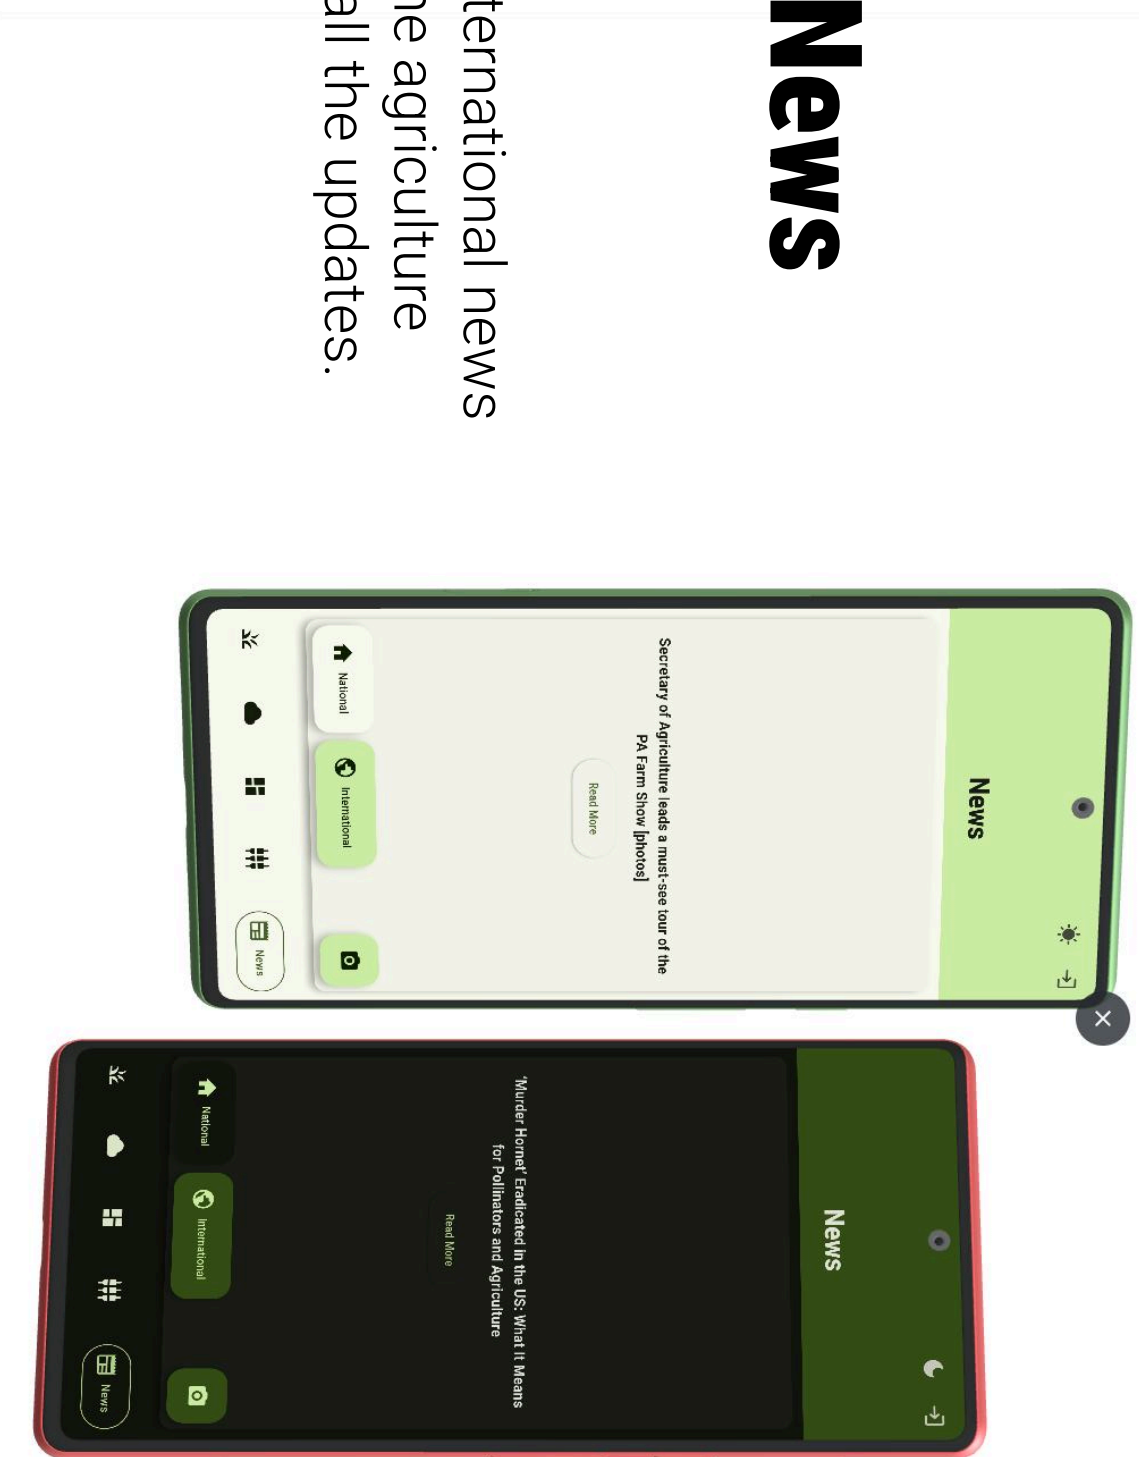 News
ternational news
ne agriculture
all the updates.
News
Secretary of Agriculture leads a must-see tour of the
PA Farm Show [photos]
Read More
National
International
News
News
'Murder Hornet' Eradicated in the US: What It Means
for Pollinators and Agriculture
Read More
National
International
News